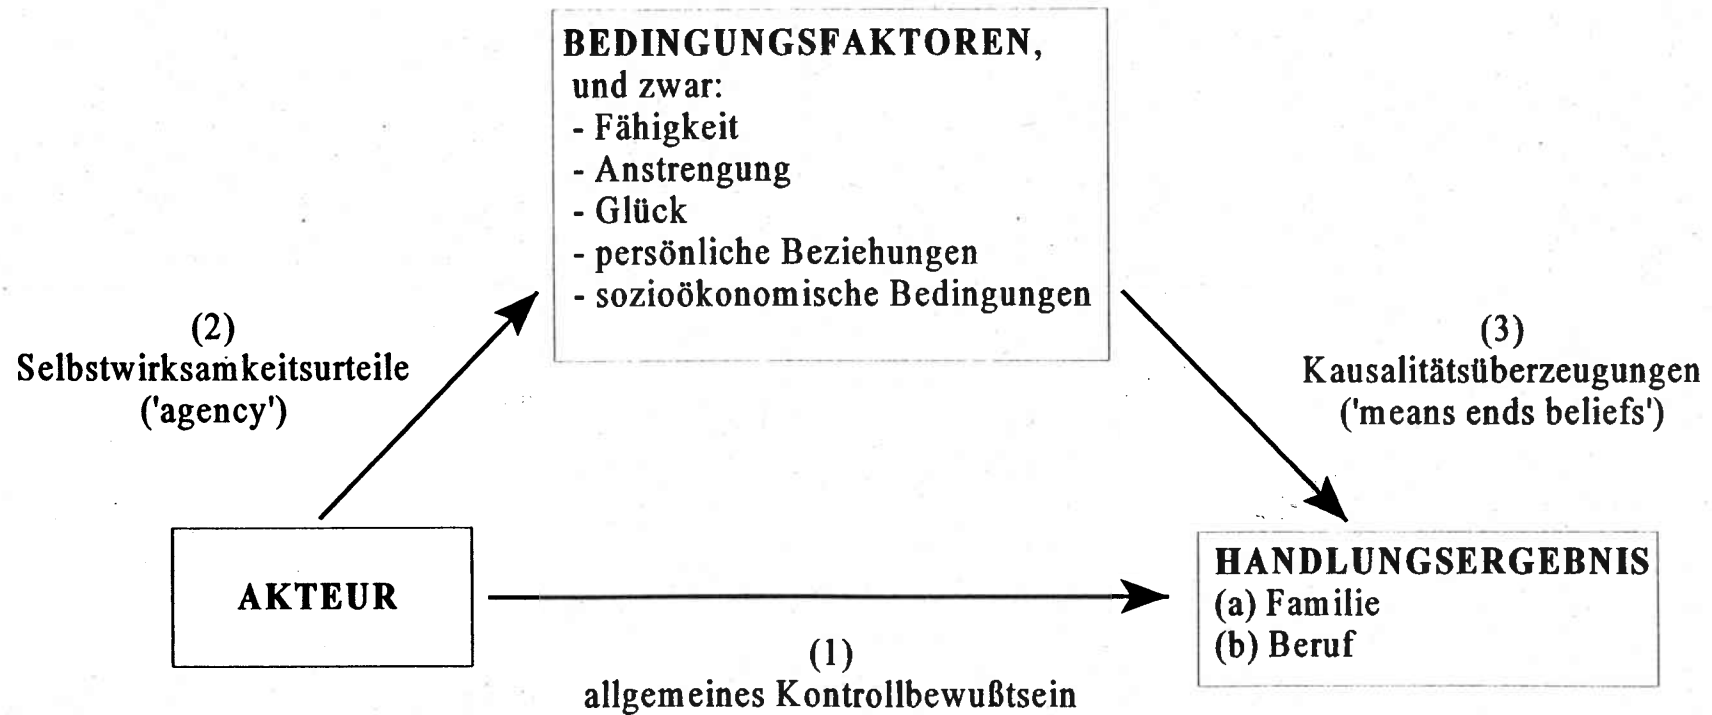 BEDINGUNGSFAKTOREN,
und zwar:
- Fähigkeit
- Anstrengung
- Glück
- persönliche Beziehungen
- sozioökonomische Bedingungen
(2)
Selbstwirksamkeitsurteile
('agency')
(3)
Kausalitätsüberzeugungen
('means ends beliefs')
AKTEUR
HANDLUNGSERGEBNIS
(a) Familie
(b) Beruf
(1)
allgemeines Kontrollbewußtsein